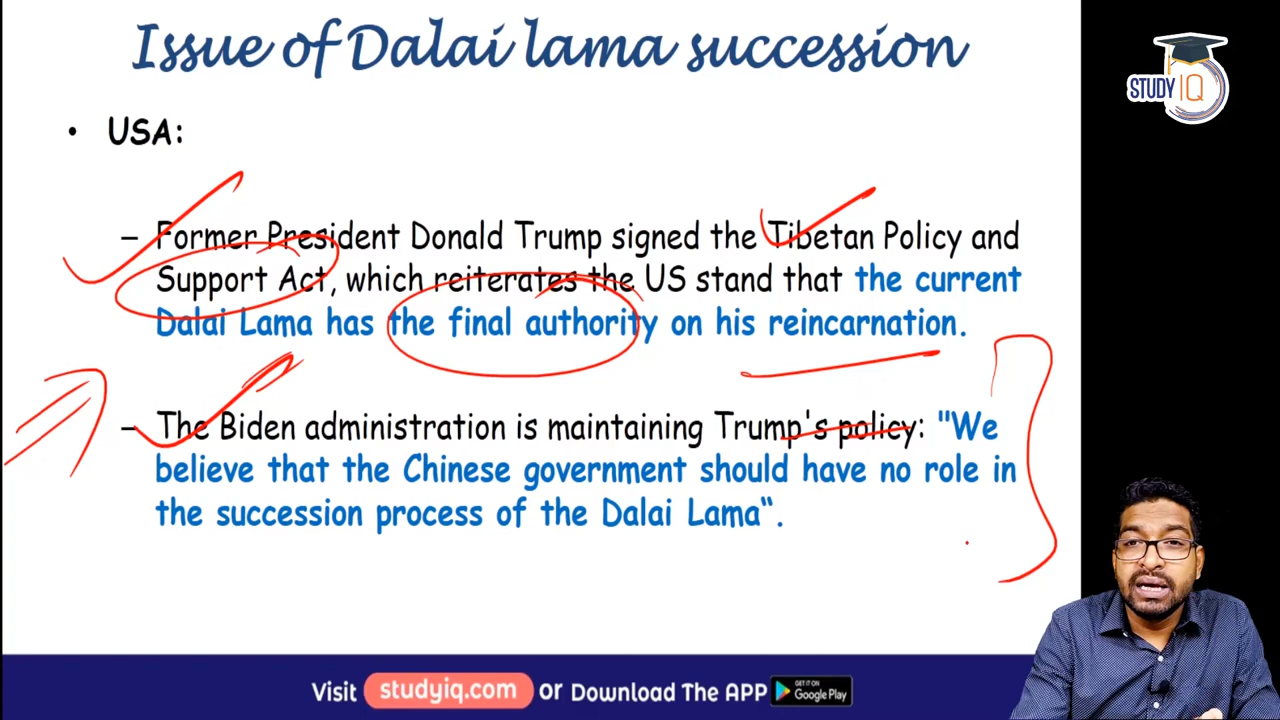 Issue of Dalai lama succession
STUDY IQ
• USA:
– Former President Donald Trump signed the Tibetan Policy and
Support Act, which reiterates the US stand that the current
Dalai Lama has the final authority on his reincarnation.
– The Biden administration is maintaining Trump's policy: "We
believe that the Chinese government should have no role in
the succession process of the Dalai Lama“.
Visit studyiq.com or Download The APP GET IT ON
Google Play